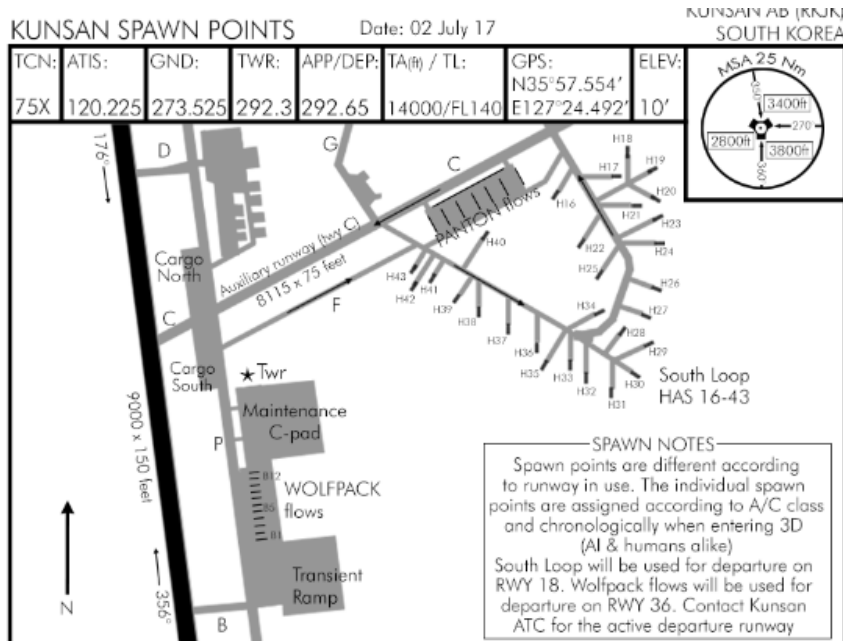 KUNSAN SPAWN POINTS
Date: 02 July 17
KUNSAN AB (RKJK)
SOUTH KOREA
TCN:
75X
ATIS:
120.225
GND:
273.525
TWR:
292.3
APP/DEP:
292.65
TA(ft) / TL:
14000/FL140
GPS:
N35°57.554′
E127°24.492′
ELEV:
10′
MSA 25 Nm
050
3400ft
270
2800ft
3800ft
360
176°
D
G
C
H18
H17
H19
H16
H20
H21
H23
H22
H24
H25
H26
H27
PANTON flows
Cargo
North
Auxiliary runway (twy C)
8115 x 75 feet
C
F
H43
H42
H41
H40
H39
H38
H37
H36
H35
H34
H33
H32
H31
H30
H29
H28
Cargo
South
Twr
South Loop
HAS 16-43
9000 x 150 feet
Maintenance
C-pad
P
B12
B6
B1
WOLFPACK
flows
Transient
Ramp
356°
B
N
SPAWN NOTES
Spawn points are different according
to runway in use. The individual spawn
points are assigned according to A/C class
and chronologically when entering 3D
(AI & humans alike)
South Loop will be used for departure on
RWY 18. Wolfpack flows will be used for
departure on RWY 36. Contact Kunsan
ATC for the active departure runway